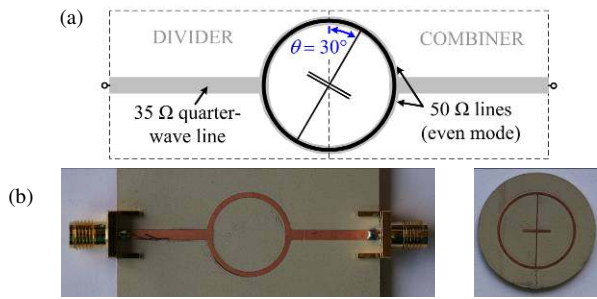 (a)
DIVIDER
θ = 30°
COMBINER
35 Ω quarter-
wave line
50 Ω lines
(even mode)
(b)